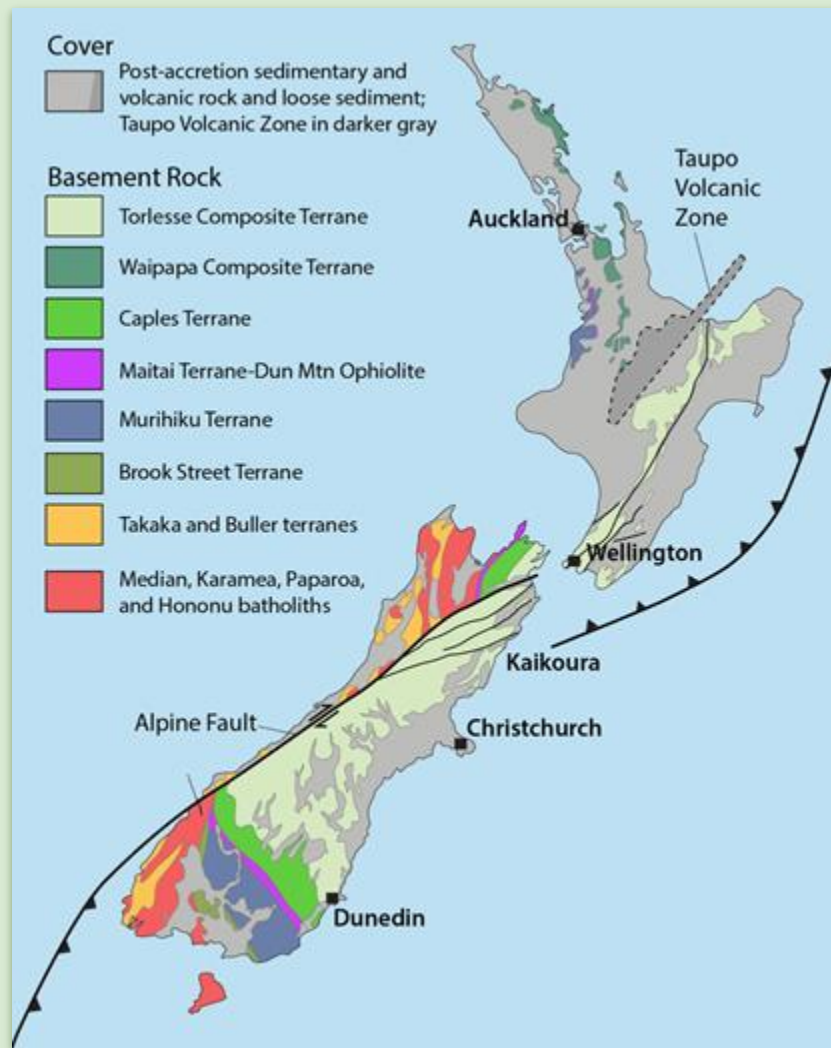 Cover
Post-accretion sedimentary and
volcanic rock and loose sediment;
Taupo Volcanic Zone in darker gray
Basement Rock
Torlesse Composite Terrane
Waipapa Composite Terrane
Caples Terrane
Maitai Terrane-Dun Mtn Ophiolite
Murihiku Terrane
Brook Street Terrane
Takaka and Buller terranes
Median, Karamea, Paparoa,
and Hononu batholiths
Taupo
Volcanic
Zone
Auckland
Wellington
Kaikoura
Alpine Fault
Christchurch
Dunedin